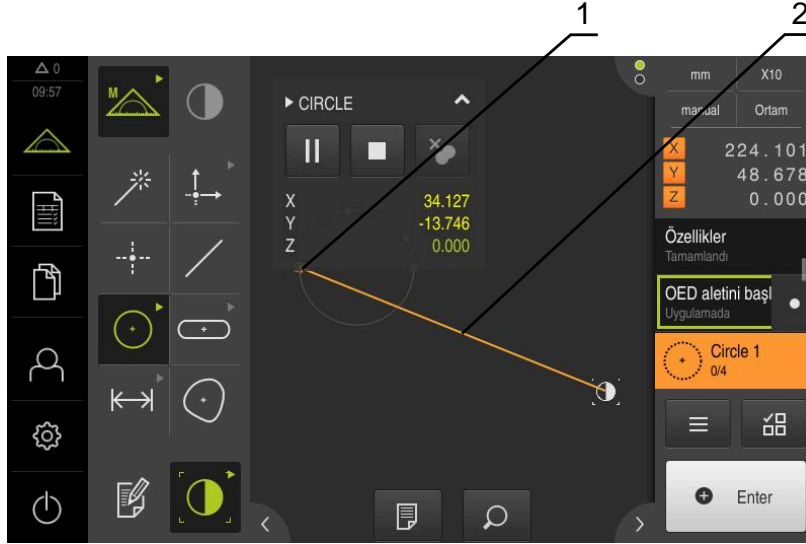 1
2
0
09:57
M
CIRCLE
X 34.127
Y -13.746
Z 0.000
mm X10
manual Ortam
X 224.101
Y 48.678
Z 0.000
Özellikler
Tamamlandı
OED aletini başl
Uygulamada
Circle 1
0/4
Enter